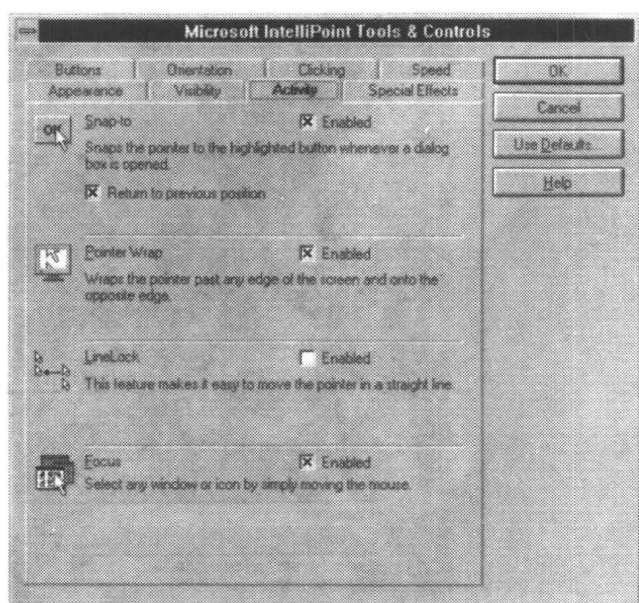 Microsoft IntelliPoint Tools & Controls
Buttons Orientation Clicking Speed
Appearance Visibility Activity Special Effects
OK
Cancel
Use Defaults...
Help
OK
Snap-to Enabled
Snaps the pointer to the highlighted button whenever a dialog
box is opened.
Return to previous position
Pointer Wrap Enabled
Wraps the pointer past any edge of the screen and onto the
opposite edge.
LineLock Enabled
This feature makes it easy to move the pointer in a straight line.
Focus Enabled
Select any window or icon by simply moving the mouse.